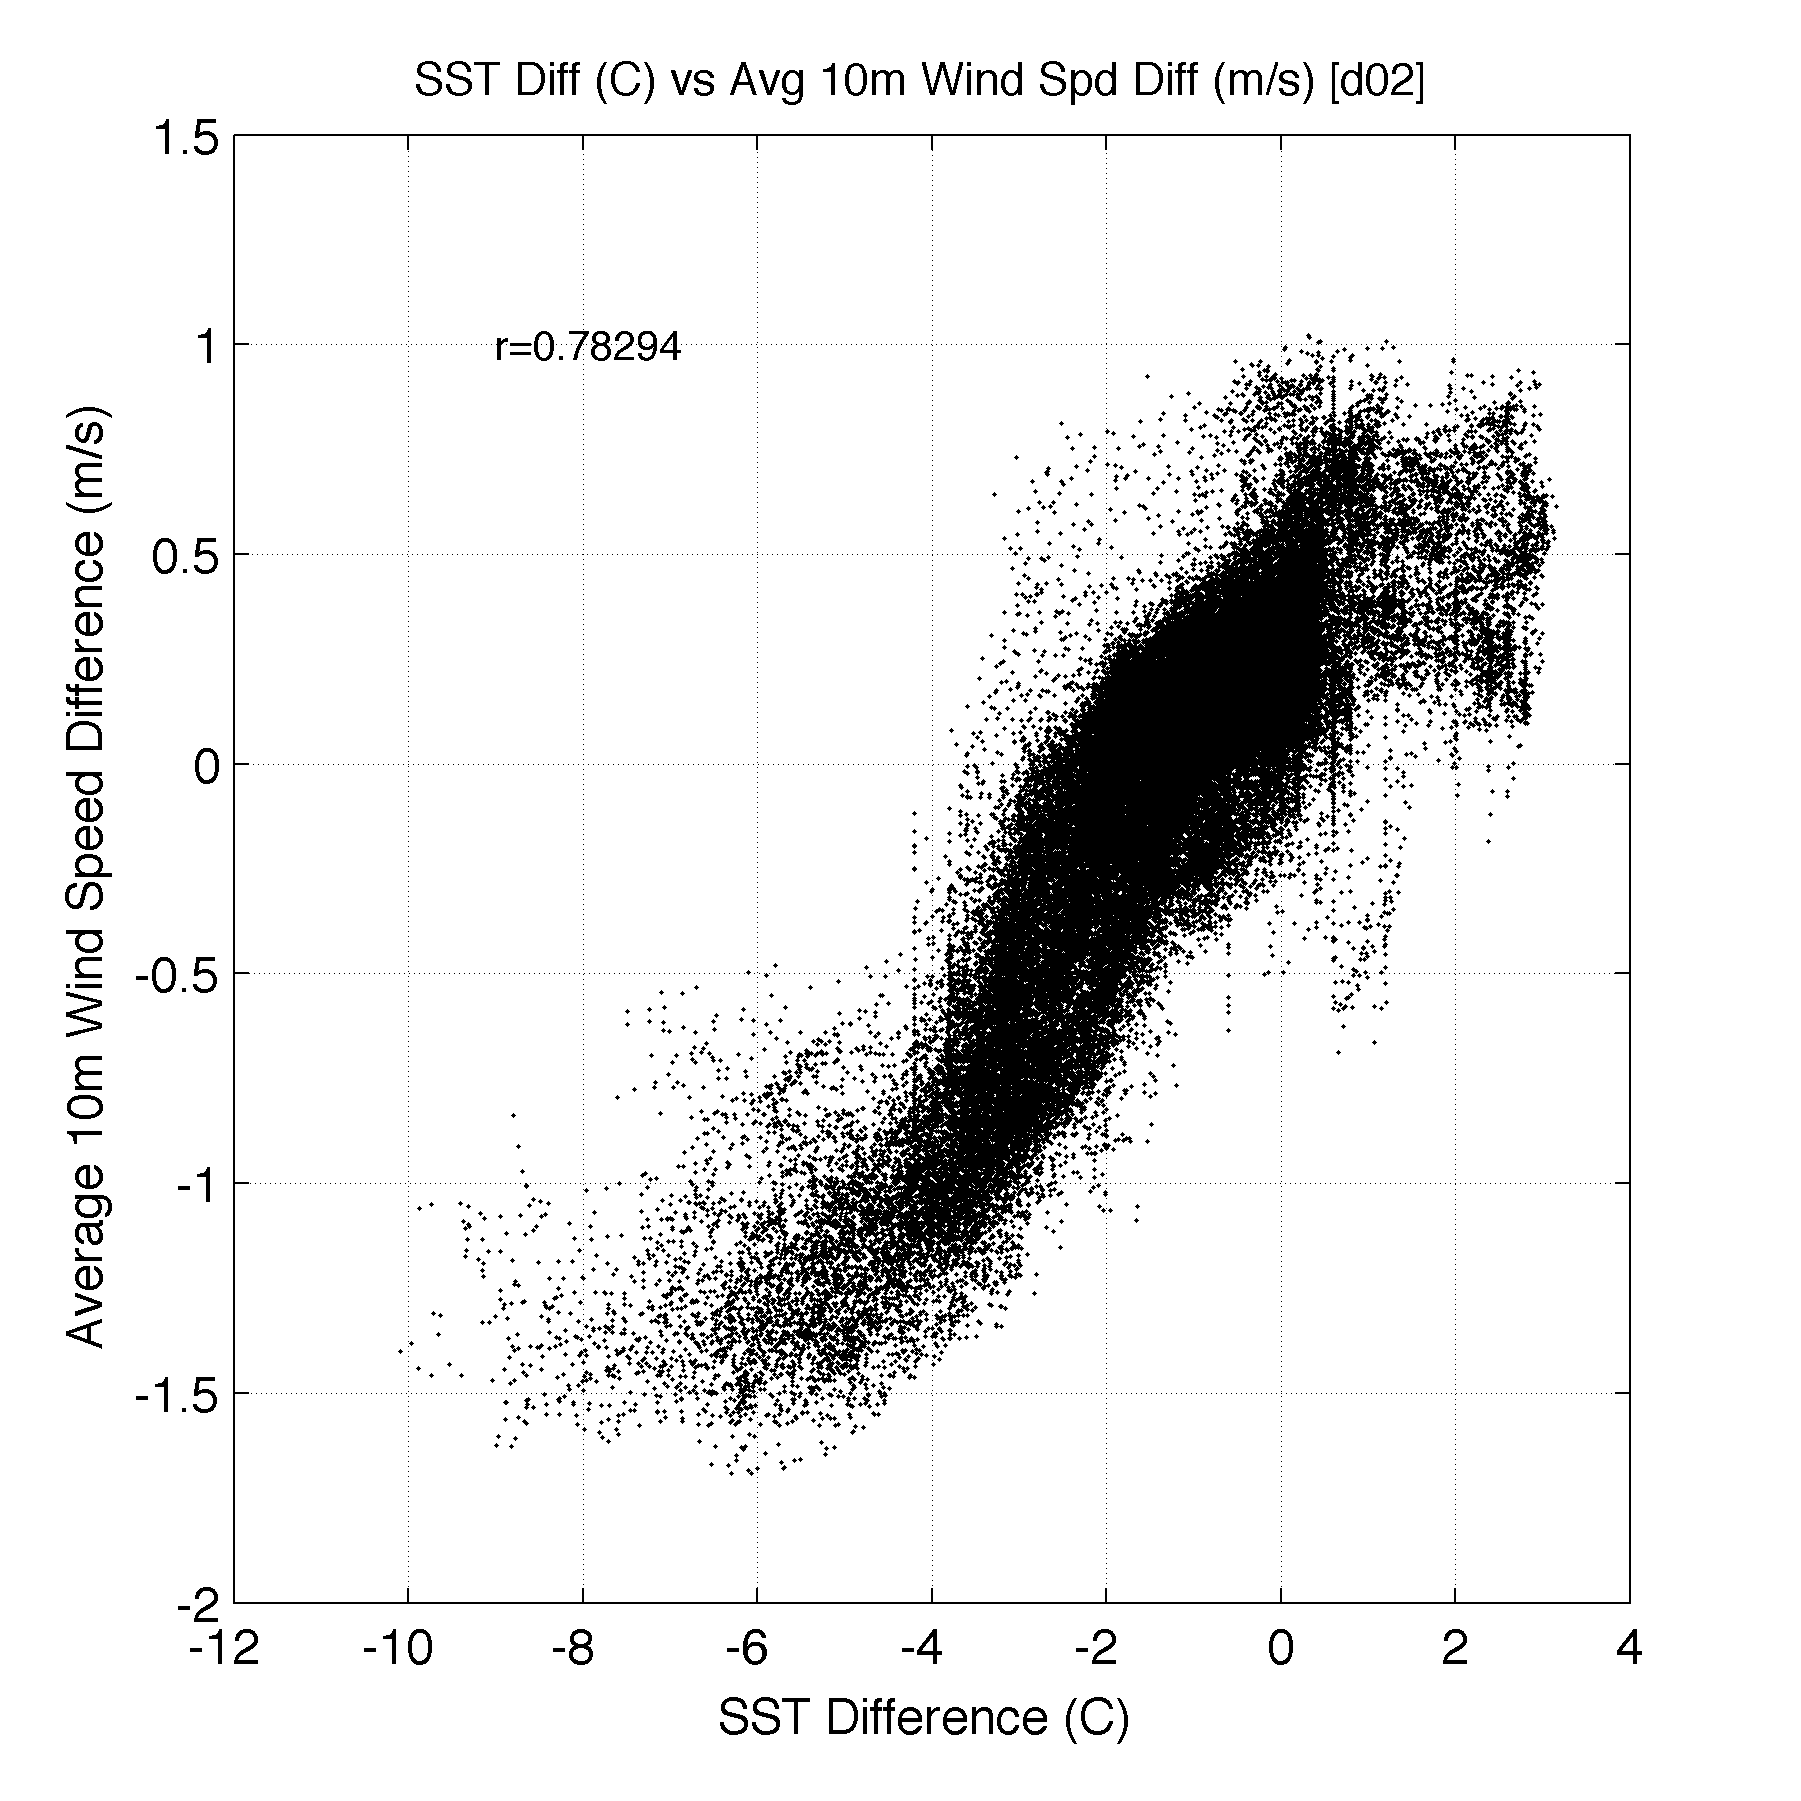 SST Diff (C) vs Avg 10m Wind Spd Diff (m/s) [d02]
1.5
1
0.5
0
-0.5
-1
-1.5
-2
r=0.78294
Average 10m Wind Speed Difference (m/s)
-12 -10 -8 -6 -4 -2 0 2 4
SST Difference (C)